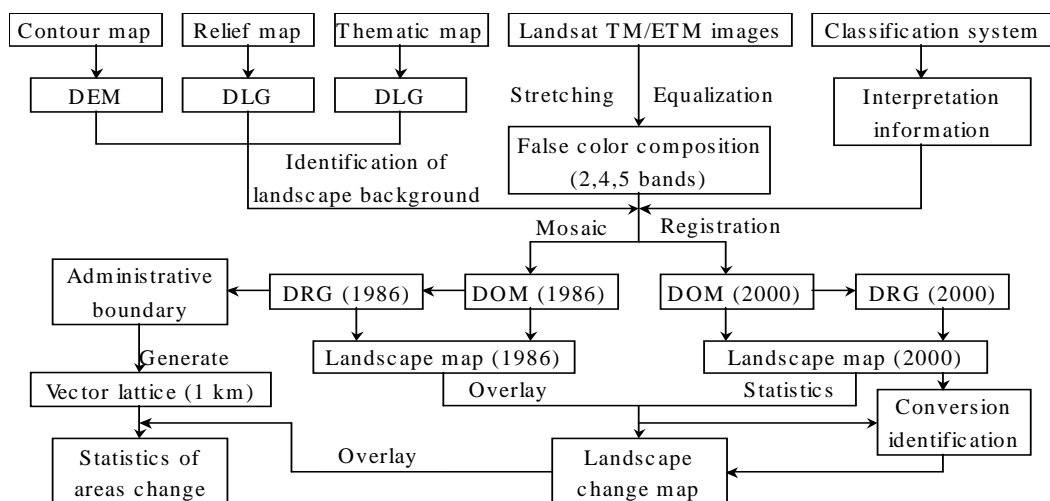 Contour map
Relief map
Thematic map
Landsat TM/ETM images
Classification system
DEM
DLG
DLG
Stretching
Equalization
Interpretation
information
Identification of
landscape background
False color composition
(2,4,5 bands)
Mosaic
Registration
Administrative
boundary
DRG (1986)
DOM (1986)
DOM (2000)
DRG (2000)
Generate
Landscape map (1986)
Landscape map (2000)
Vector lattice (1 km)
Overlay
Statistics
Conversion
identification
Statistics of
areas change
Overlay
Landscape
change map